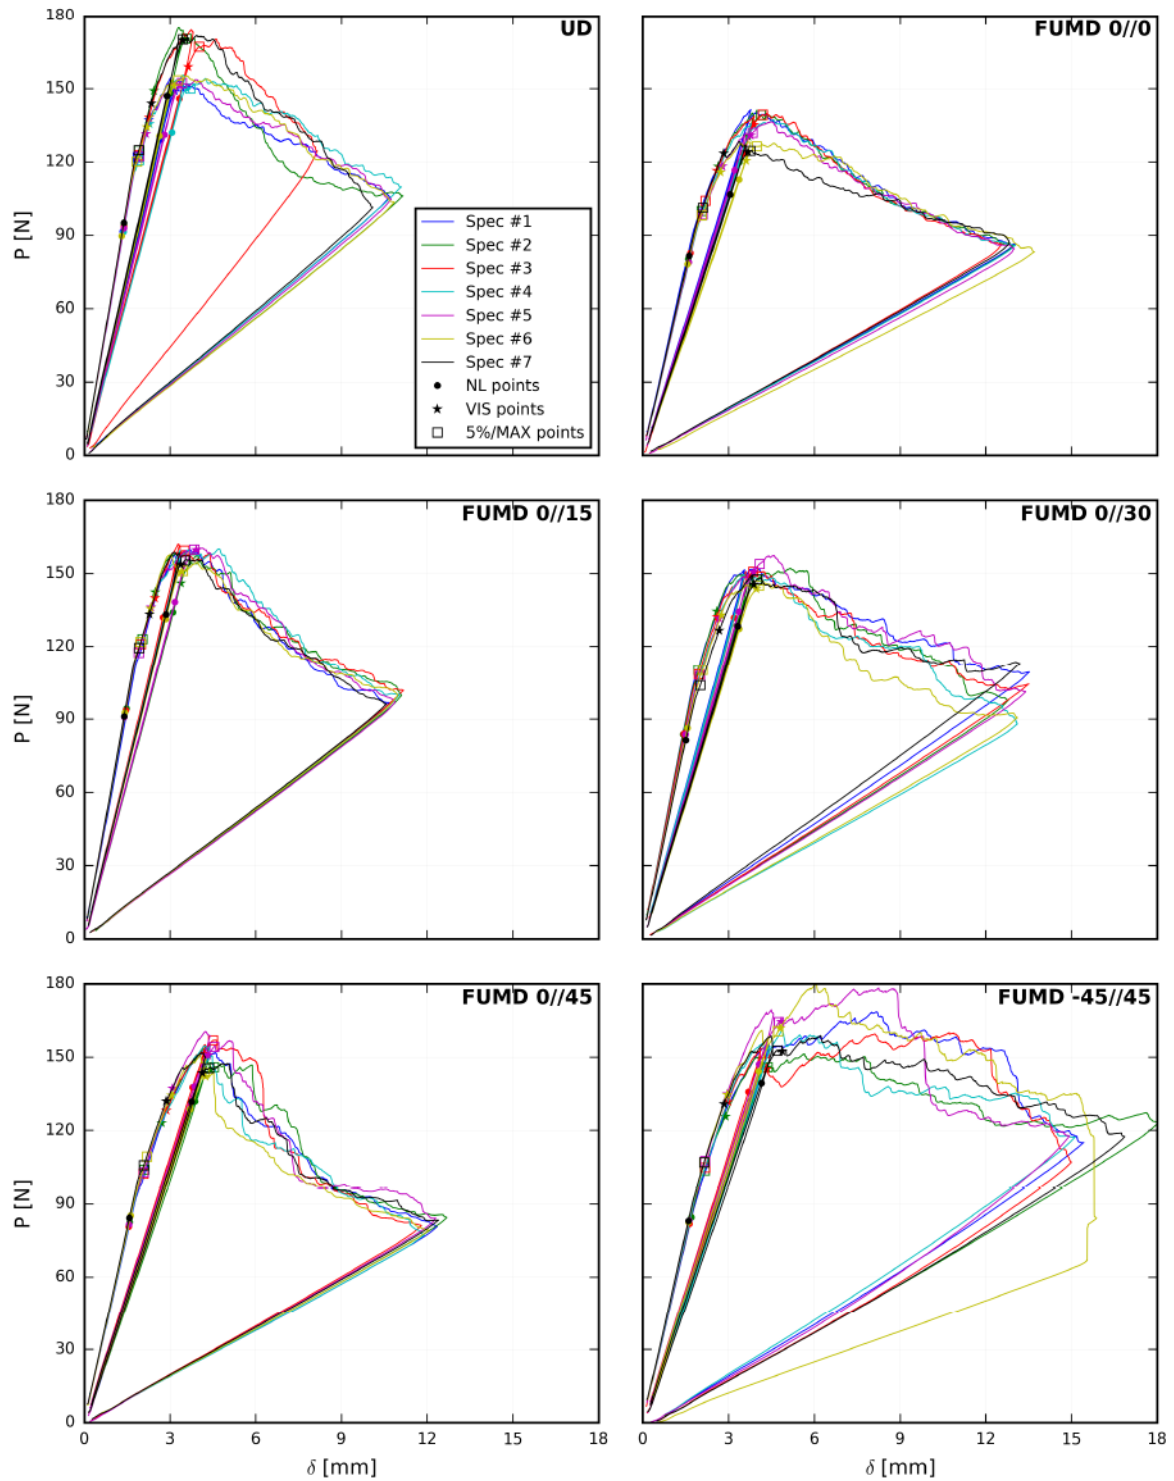 180
150
120
90
60
30
0
P [N]
UD
Spec #1
Spec #2
Spec #3
Spec #4
Spec #5
Spec #6
Spec #7
NL points
VIS points
5%/MAX points
FUMD 0//0
180
150
120
90
60
30
0
P [N]
FUMD 0//15
FUMD 0//30
180
150
120
90
60
30
0
P [N]
FUMD 0//45
FUMD -45//45
0 3 6 9 12 15 18
0 3 6 9 12 15 18
δ [mm]
δ [mm]